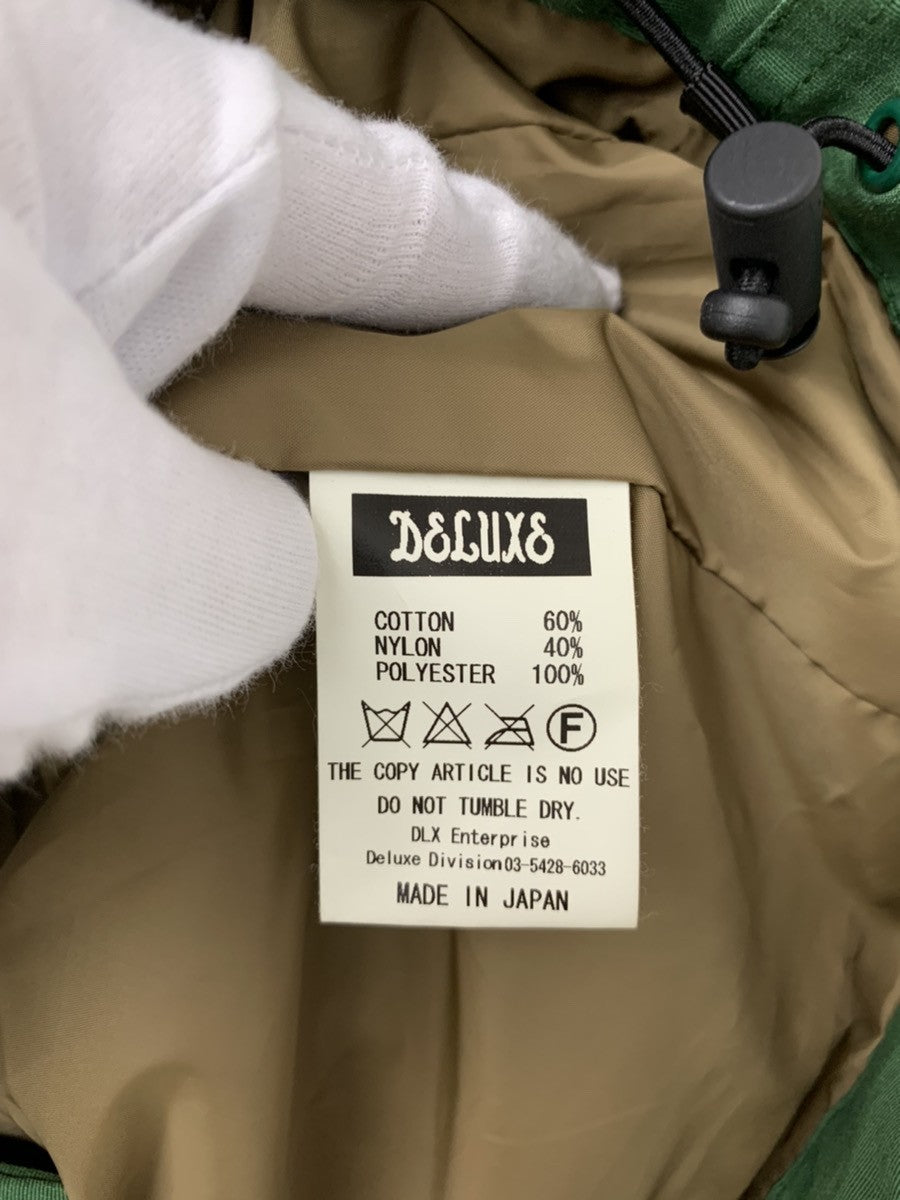 DELUXE
COTTON 60%
NYLON 40%
POLYESTER 100%
F
THE COPY ARTICLE IS NO USE
DO NOT TUMBLE DRY.
DLX Enterprise
Deluxe Division03-5428-6033
MADE IN JAPAN